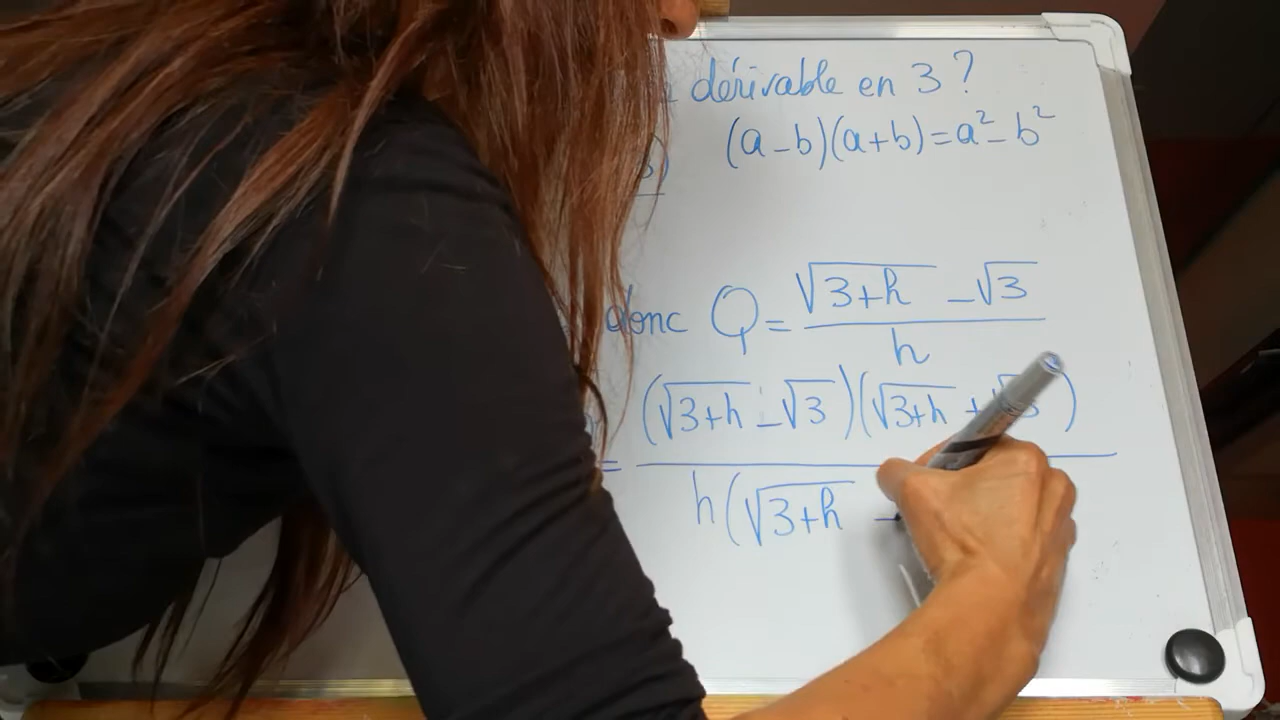 dérivable en 3 ?
(a-b)(a+b)=a²-b²
donc Q = (√3+h - √3)/h
= (√3+h - √3)(√3+h + √3)
h(√3+h